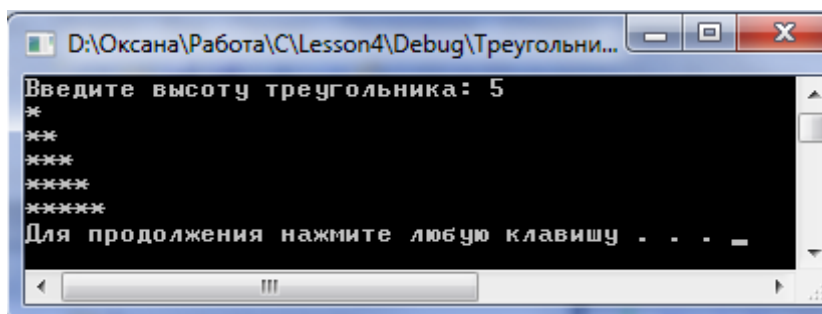 D:\Оксана\Работа\C\Lesson4\Debug\Треугольни...
Введите высоту треугольника: 5
*
**
***
****
*****
Для продолжения нажмите любую клавишу . . . _